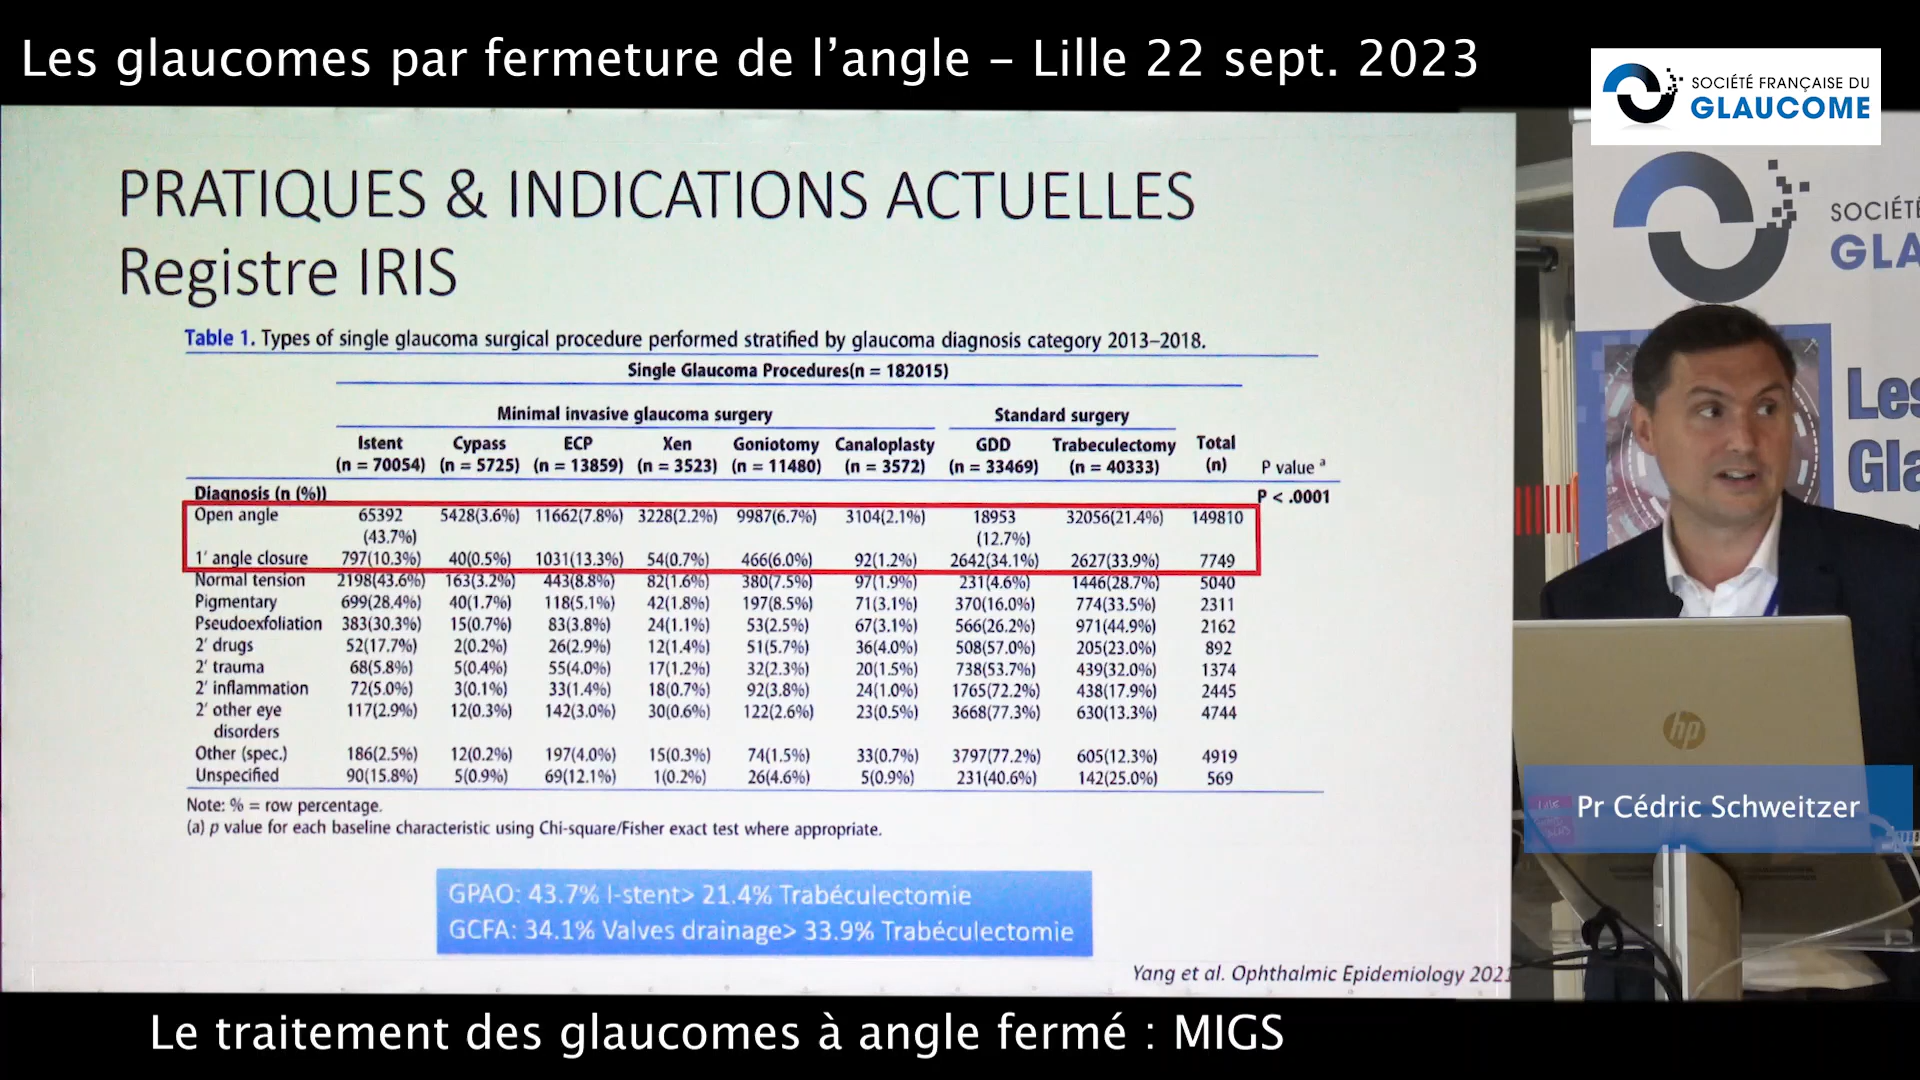 Les glaucomes par fermeture de l’angle – Lille 22 sept. 2023
SOCIÉTÉ FRANÇAISE DU
GLAUCOME
PRATIQUES & INDICATIONS ACTUELLES
Registre IRIS
Table 1. Types of single glaucoma surgical procedure performed stratified by glaucoma diagnosis category 2013–2018.
Single Glaucoma Procedures(n = 182015)
Minimal invasive glaucoma surgery Standard surgery
Istent Cypass ECP Xen Goniotomy Canaloplasty GDD Trabeculectomy Total
(n = 70054) (n = 5725) (n = 13859) (n = 3523) (n = 11480) (n = 3572) (n = 33469) (n = 40333) (n) P value a
Diagnosis (n (%)) P < .0001
Open angle 65392 5428(3.6%) 11662(7.8%) 3228(2.2%) 9987(6.7%) 3104(2.1%) 18953 32056(21.4%) 149810
(43.7%) (12.7%)
1′ angle closure 797(10.3%) 40(0.5%) 1031(13.3%) 54(0.7%) 466(6.0%) 92(1.2%) 2642(34.1%) 2627(33.9%) 7749
Normal tension 2198(43.6%) 163(3.2%) 443(8.8%) 82(1.6%) 380(7.5%) 97(1.9%) 231(4.6%) 1446(28.7%) 5040
Pigmentary 699(28.4%) 40(1.7%) 118(5.1%) 42(1.8%) 197(8.5%) 71(3.1%) 370(16.0%) 774(33.5%) 2311
Pseudoexfoliation 383(30.3%) 15(0.7%) 83(3.8%) 24(1.1%) 53(2.5%) 67(3.1%) 566(26.2%) 971(44.9%) 2162
2′ drugs 52(17.7%) 2(0.2%) 26(2.9%) 12(1.4%) 51(5.7%) 36(4.0%) 508(57.0%) 205(23.0%) 892
2′ trauma 68(5.8%) 5(0.4%) 55(4.0%) 17(1.2%) 32(2.3%) 20(1.5%) 738(53.7%) 439(32.0%) 1374
2′ inflammation 72(5.0%) 3(0.1%) 33(1.4%) 18(0.7%) 92(3.8%) 24(1.0%) 1765(72.2%) 438(17.9%) 2445
2′ other eye 117(2.9%) 12(0.3%) 142(3.0%) 30(0.6%) 122(2.6%) 23(0.5%) 3668(77.3%) 630(13.3%) 4744
disorders
Other (spec.) 186(2.5%) 12(0.2%) 197(4.0%) 15(0.3%) 74(1.5%) 33(0.7%) 3797(77.2%) 605(12.3%) 4919
Unspecified 90(15.8%) 5(0.9%) 69(12.1%) 1(0.2%) 26(4.6%) 5(0.9%) 231(40.6%) 142(25.0%) 569
Note: % = row percentage.
(a) p value for each baseline characteristic using Chi-square/Fisher exact test where appropriate.
GPAO: 43.7% I-stent> 21.4% Trabéculectomie
GCFA: 34.1% Valves drainage> 33.9% Trabéculectomie
Yang et al. Ophthalmic Epidemiology 2021
SOCIÉTÉ
GLA
Les
Gla
hp
Pr Cédric Schweitzer
Le traitement des glaucomes à angle fermé : MIGS